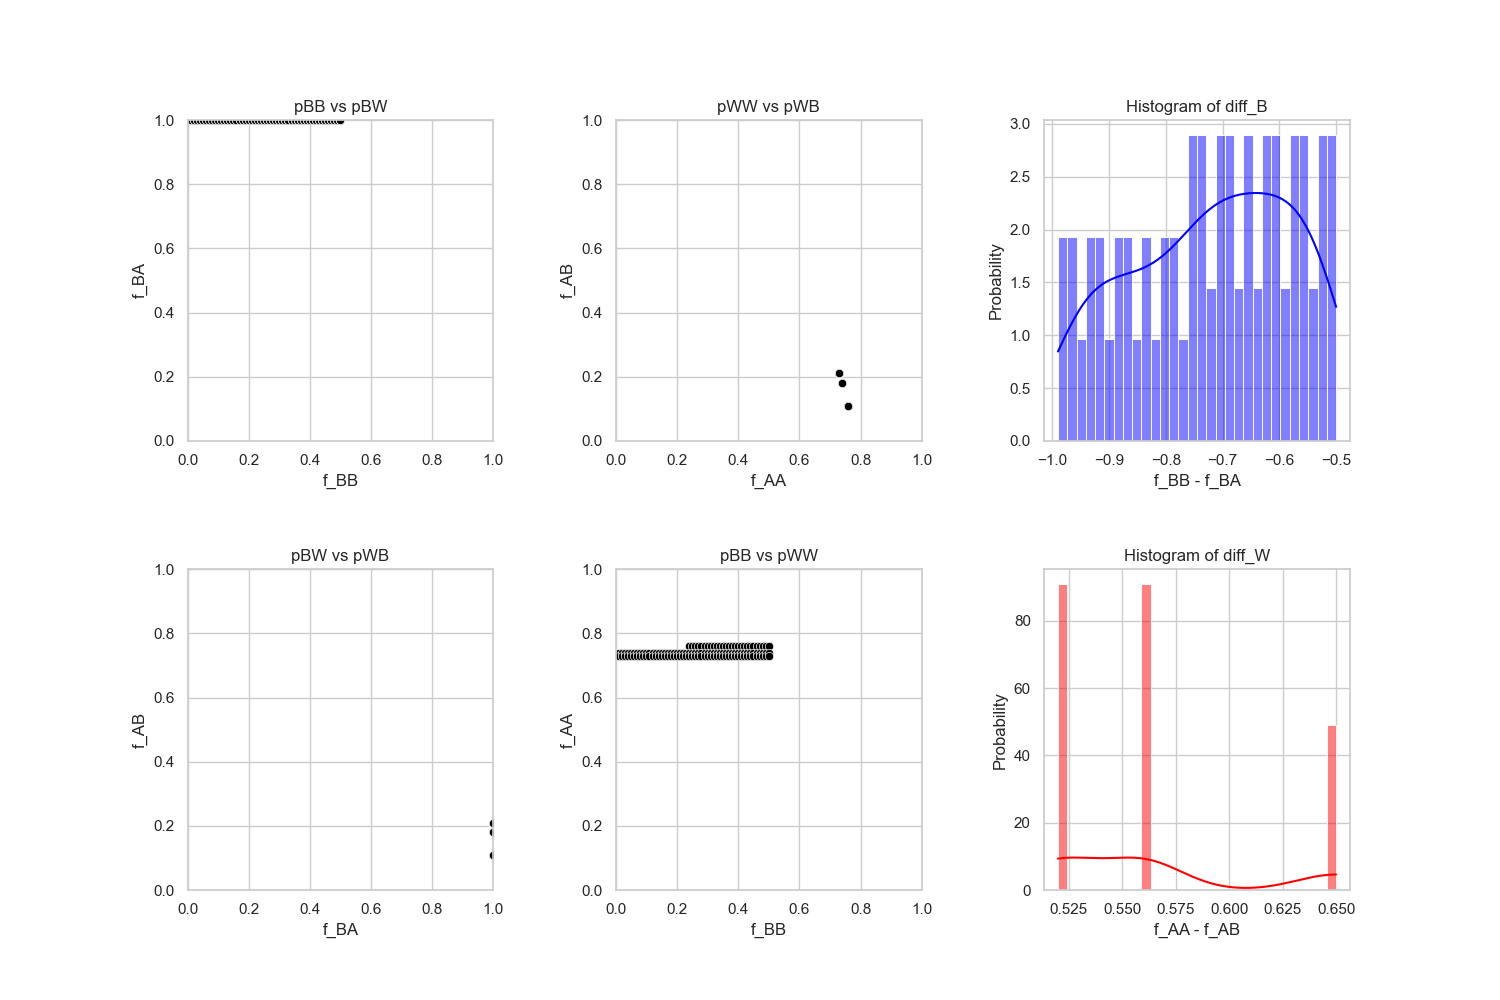 pBB vs pBW
1.0
0.8
0.6
0.4
0.2
0.0
f_BA
0.0 0.2 0.4 0.6 0.8 1.0
f_BB
pWW vs pWB
1.0
0.8
0.6
0.4
0.2
0.0
f_AB
0.0 0.2 0.4 0.6 0.8 1.0
f_AA
Histogram of diff_B
3.0
2.5
2.0
1.5
1.0
0.5
0.0
Probability
−1.0 −0.9 −0.8 −0.7 −0.6 −0.5
f_BB - f_BA
pBW vs pWB
1.0
0.8
0.6
0.4
0.2
0.0
f_AB
0.0 0.2 0.4 0.6 0.8 1.0
f_BA
pBB vs pWW
1.0
0.8
0.6
0.4
0.2
0.0
f_AA
0.0 0.2 0.4 0.6 0.8 1.0
f_BB
Histogram of diff_W
80
60
40
20
0
Probability
0.525 0.550 0.575 0.600 0.625 0.650
f_AA - f_AB